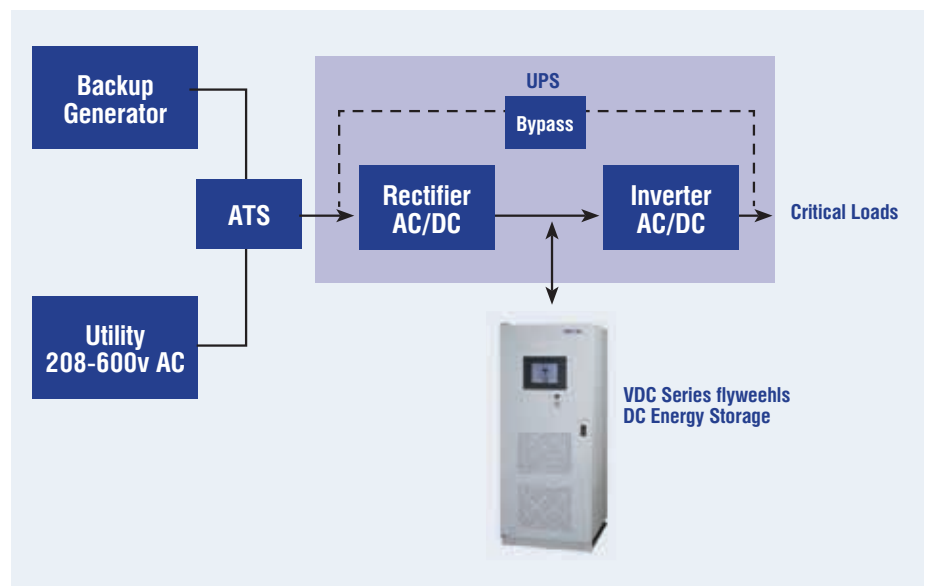 Backup
Generator
UPS
Bypass
ATS
Rectifier
AC/DC
Inverter
AC/DC
Critical Loads
Utility
208-600v AC
VDC Series flyweehls
DC Energy Storage